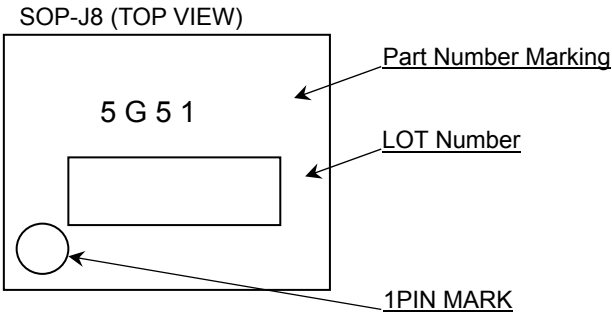 SOP-J8 (TOP VIEW)
Part Number Marking
5 G 5 1
LOT Number
1PIN MARK